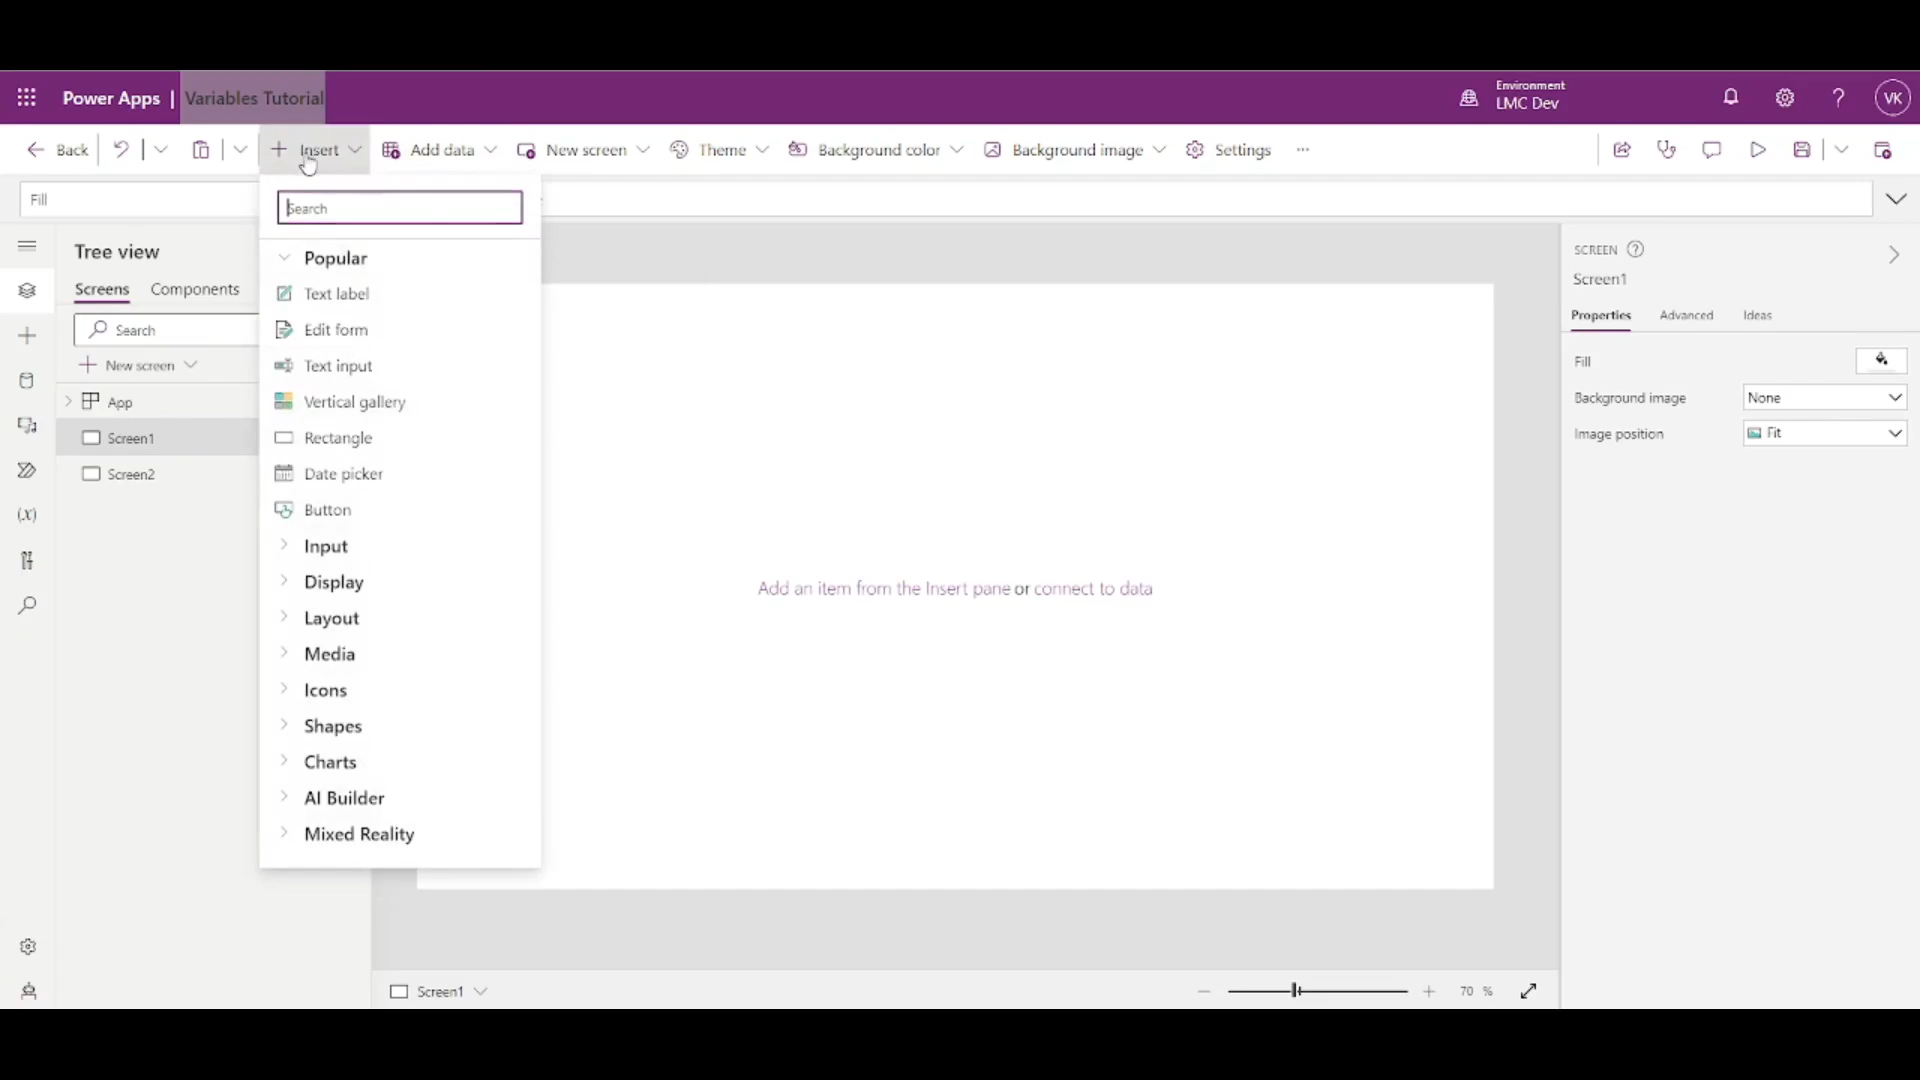 Power Apps | Variables Tutorial
Environment
LMC Dev
VK
Back
Insert
Add data
New screen
Theme
Background color
Background image
Settings
Fill
Search
Popular
Text label
Edit form
Text input
Vertical gallery
Rectangle
Date picker
Button
Input
Display
Layout
Media
Icons
Shapes
Charts
AI Builder
Mixed Reality
Tree view
Screens
Components
Search
New screen
App
Screen1
Screen2
Add an item from the Insert pane or connect to data
SCREEN
Screen1
Properties
Advanced
Ideas
Fill
Background image
None
Image position
Fit
Screen1
70 %